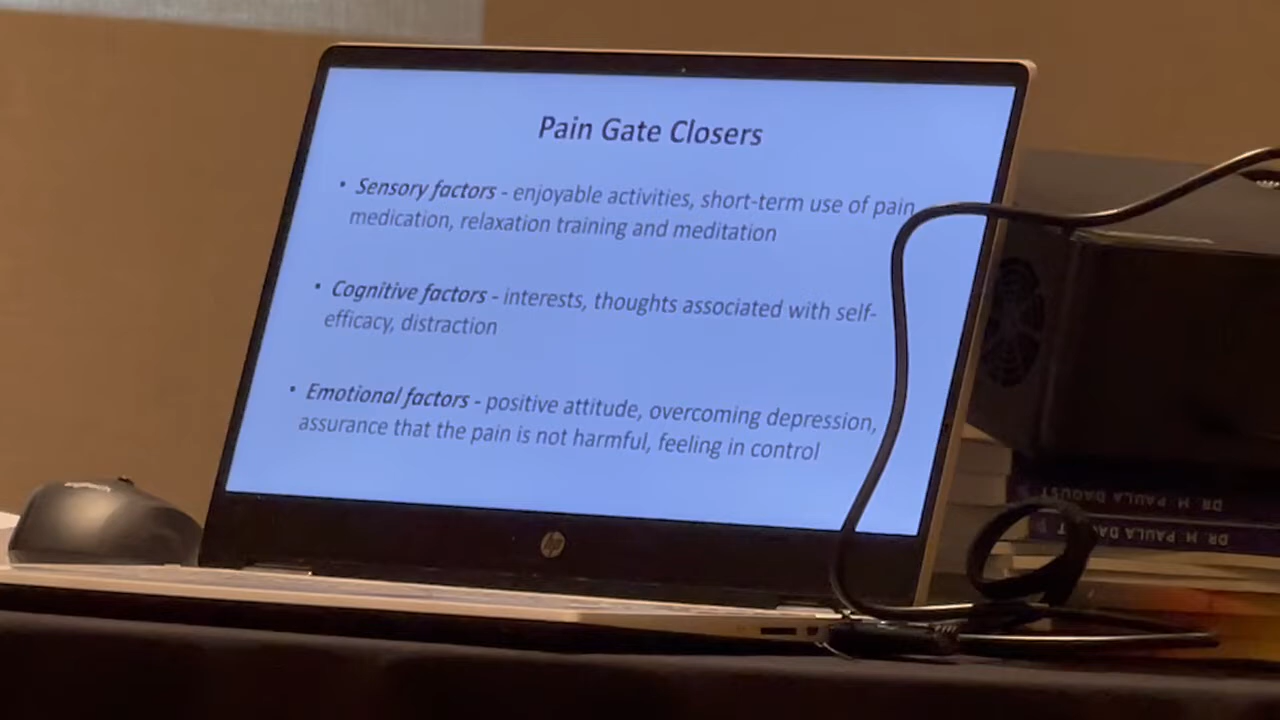 Pain Gate Closers
• Sensory factors - enjoyable activities, short-term use of pain
medication, relaxation training and meditation
• Cognitive factors - interests, thoughts associated with self-
efficacy, distraction
• Emotional factors - positive attitude, overcoming depression,
assurance that the pain is not harmful, feeling in control
hp
DR. M. PAULA DAOUST
DR. M. PAULA